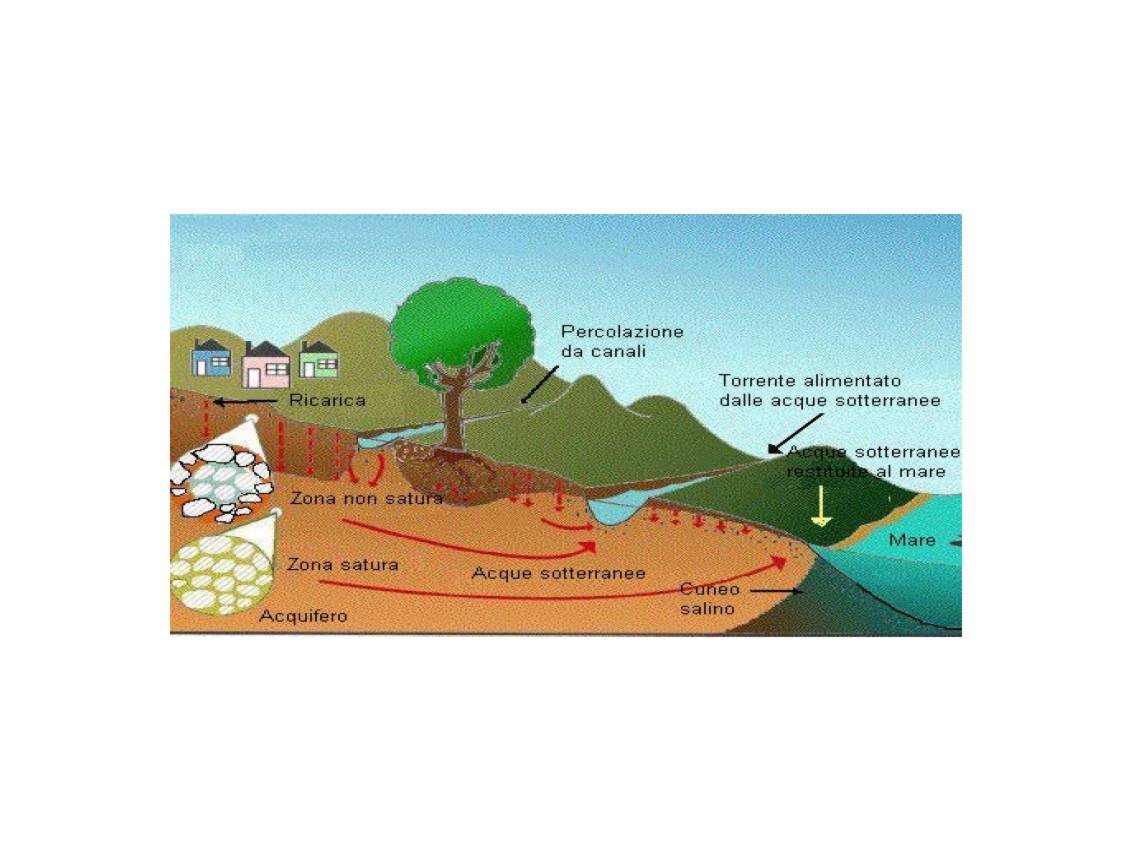 Percolazione
da canali
Torrente alimentato
dalle acque sotterranee
Ricarica
Acque sotterranee
restituite al mare
Zona non satura
Mare
Zona satura
Acque sotterranee
Cuneo
salino
Acquifero